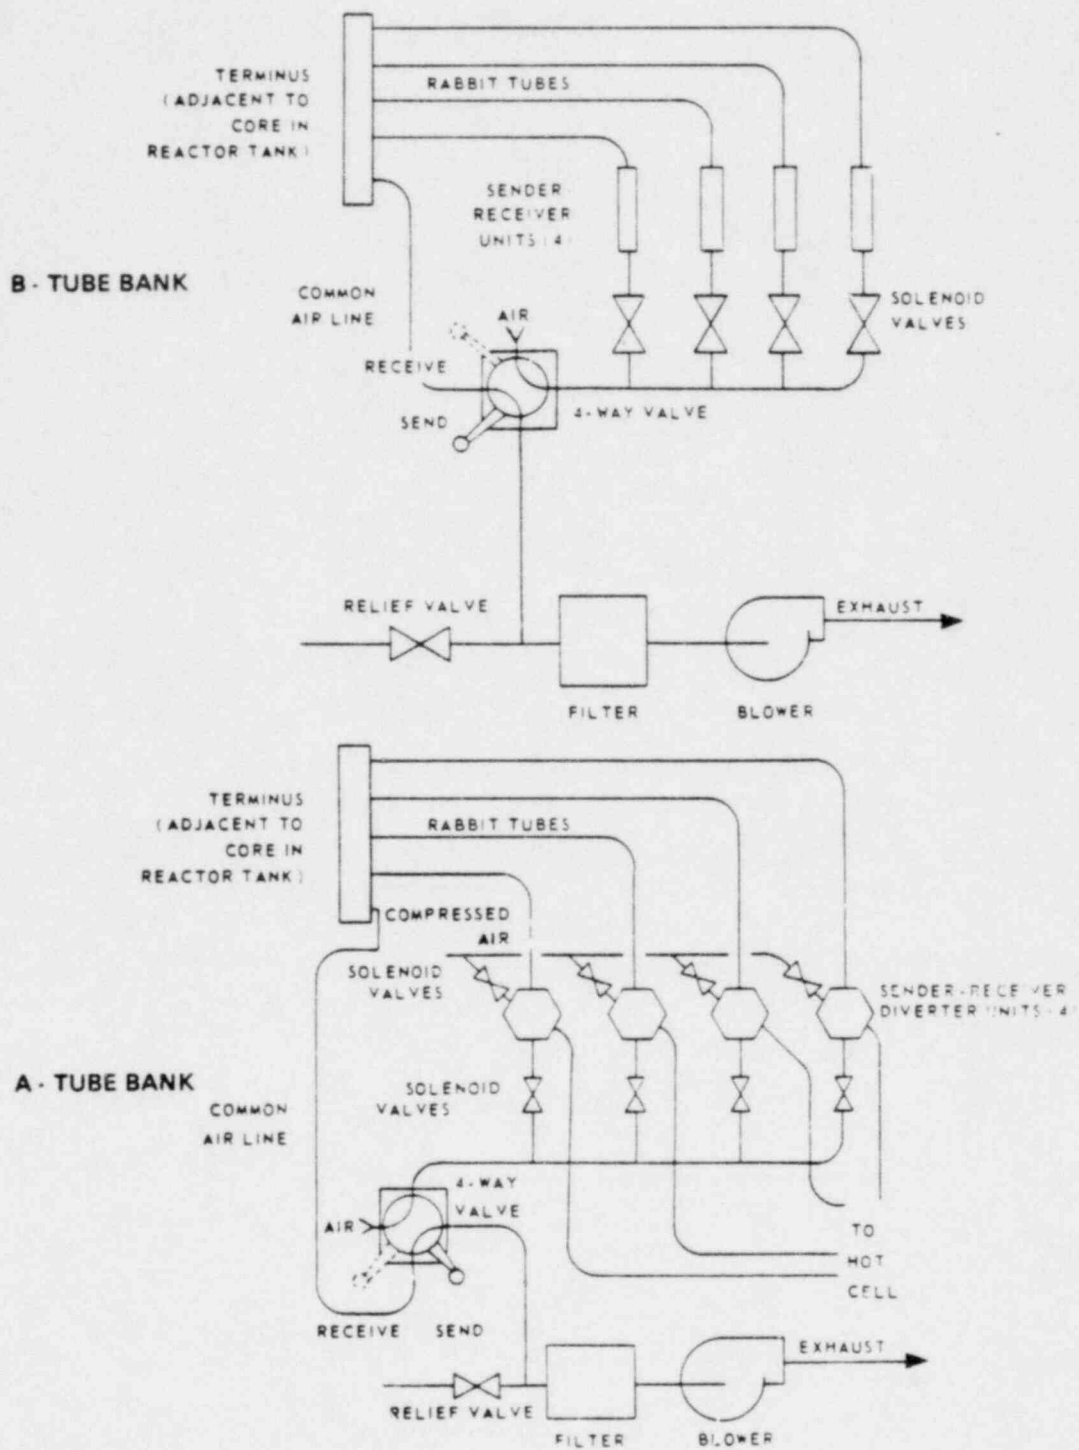 TERMINUS
(ADJACENT TO
CORE IN
REACTOR TANK)
RABBIT TUBES
SENDER
RECEIVER
UNITS (4)
B - TUBE BANK
COMMON
AIR LINE
AIR
SOLENOID
VALVES
RECEIVE
SEND
4-WAY VALVE
RELIEF VALVE
EXHAUST
FILTER
BLOWER
TERMINUS
(ADJACENT TO
CORE IN
REACTOR TANK)
RABBIT TUBES
COMPRESSED
AIR
SOLENOID
VALVES
SENDER-RECEIVER
DIVERTER UNITS-4)
A - TUBE BANK
SOLENOID
VALVES
COMMON
AIR LINE
4-WAY
VALVE
AIR
TO
HOT
CELL
RECEIVE
SEND
EXHAUST
RELIEF VALVE
FILTER
BLOWER